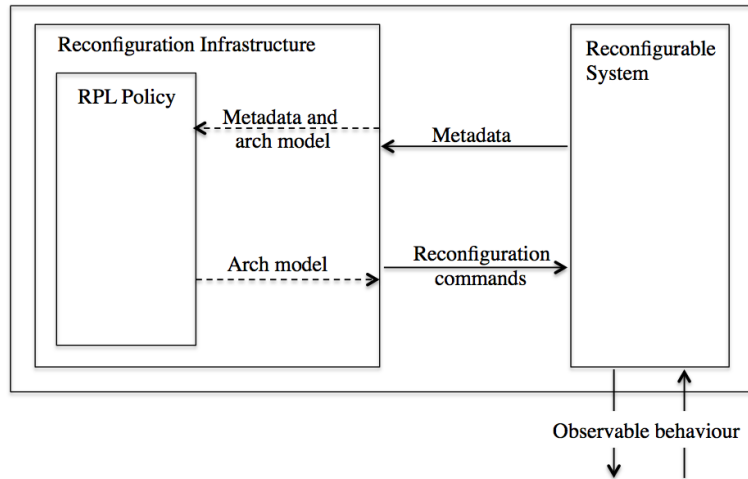 Reconfiguration Infrastructure
Reconfigurable
System
RPL Policy
Metadata and
arch model
Metadata
Arch model
Reconfiguration
commands
Observable behaviour